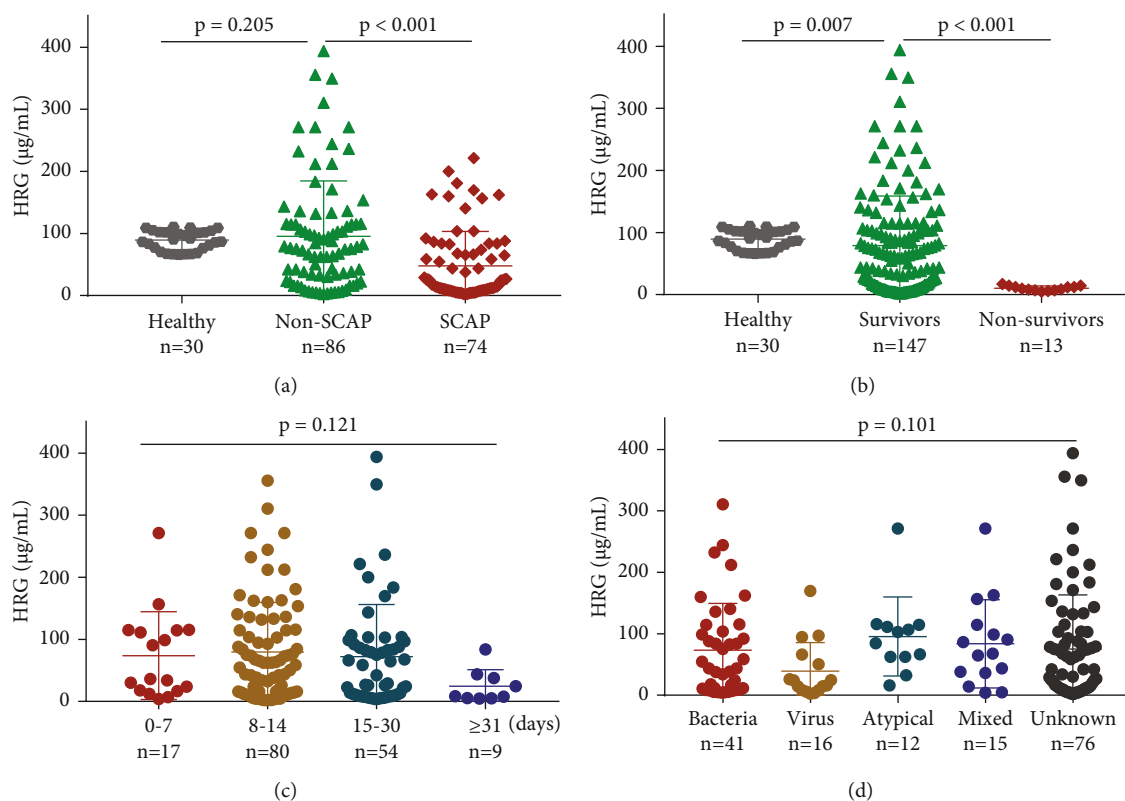 p = 0.205
p < 0.001
400
300
200
100
0
HRG (µg/mL)
Healthy
n=30
Non-SCAP
n=86
SCAP
n=74
(a)
p = 0.007
p < 0.001
400
300
200
100
0
HRG (µg/mL)
Healthy
n=30
Survivors
n=147
Non-survivors
n=13
(b)
p = 0.121
400
300
200
100
0
HRG (µg/mL)
0-7
n=17
8-14
n=80
15-30
n=54
≥31 (days)
n=9
(c)
p = 0.101
400
300
200
100
0
HRG (µg/mL)
Bacteria
n=41
Virus
n=16
Atypical
n=12
Mixed
n=15
Unknown
n=76
(d)